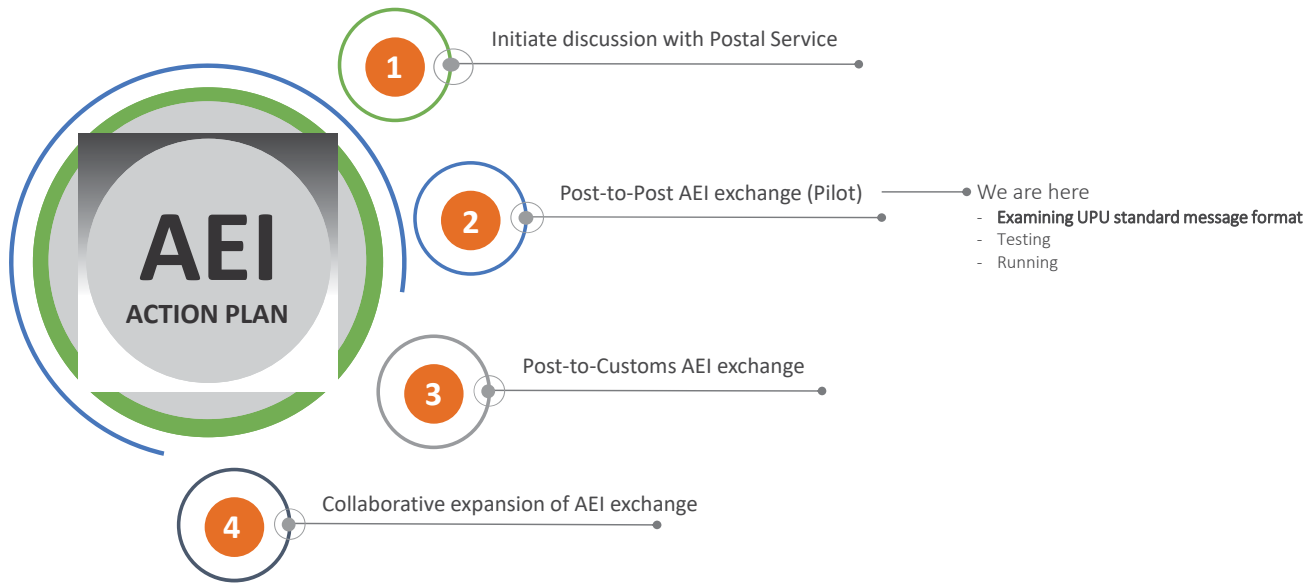 AEI
ACTION PLAN
1
Initiate discussion with Postal Service
2
Post-to-Post AEI exchange (Pilot)
We are here
- Examining UPU standard message format
- Testing
- Running
3
Post-to-Customs AEI exchange
4
Collaborative expansion of AEI exchange